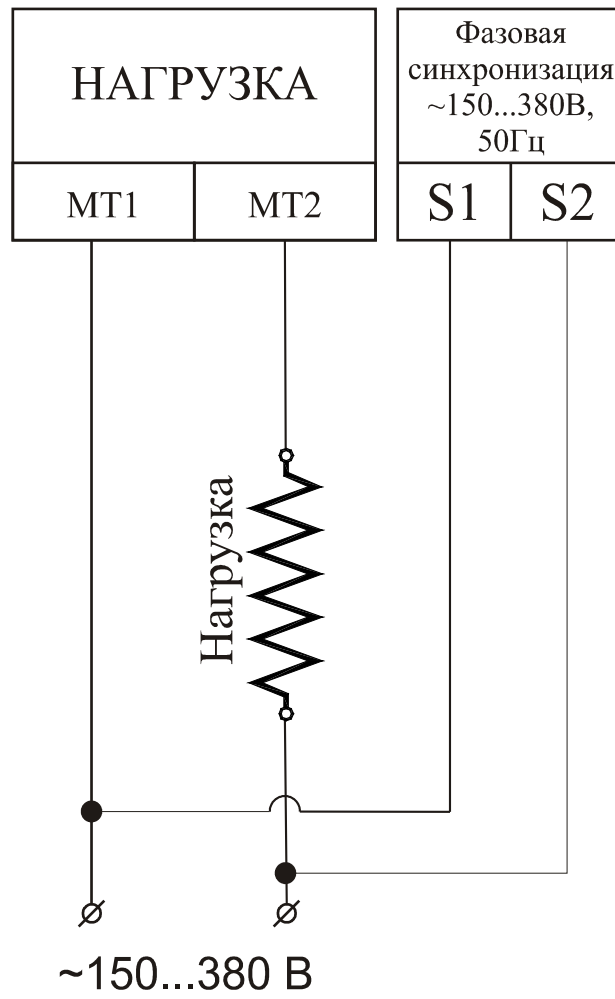 НАГРУЗКА
МТ1
МТ2
Фазовая
синхронизация
~150...380В,
50Гц
S1
S2
Нагрузка
~150...380 В